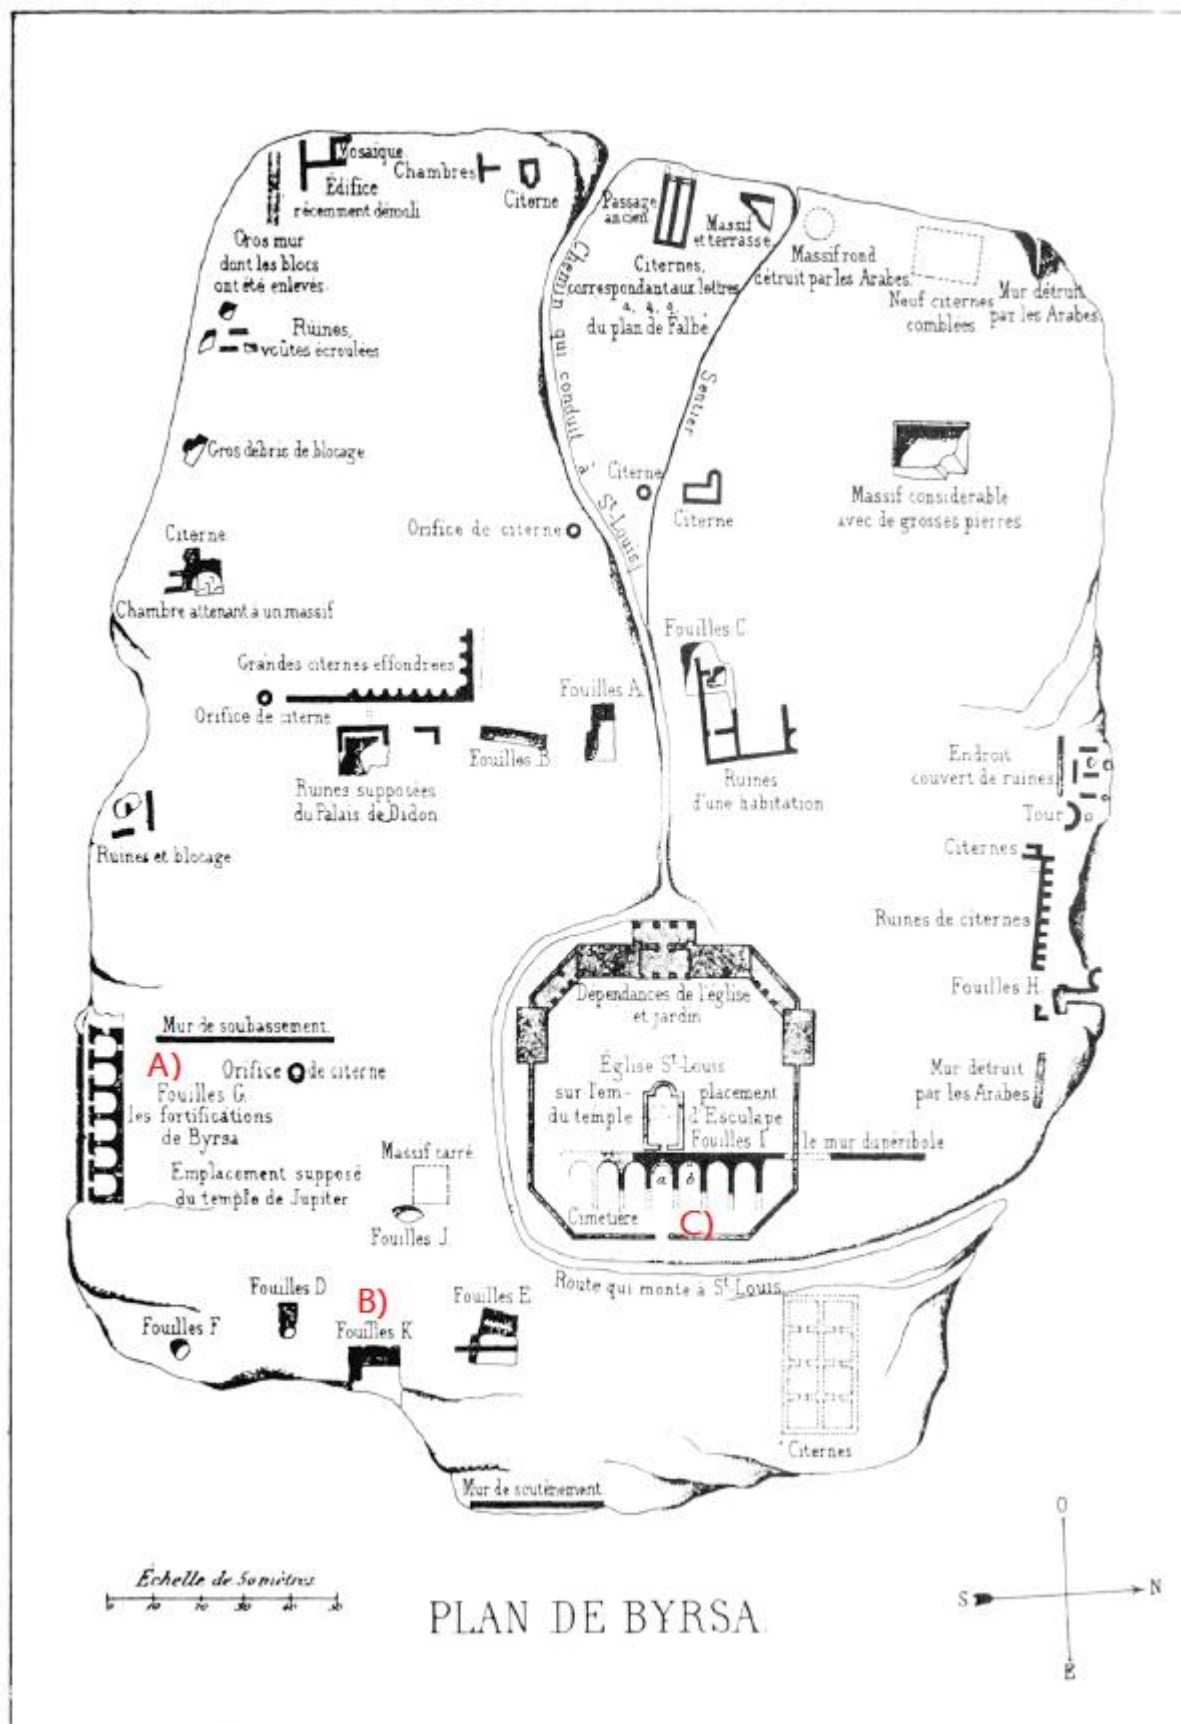 Mosaique
Chambres
Citerne
Édifice
récemment démoli
Gros mur
dont les blocs
ont été enlevés.
Ruines,
voûtes écroulées
Gros débris de blocage
Passage
ancien
Massif
et terrasse
Citernes,
correspondant aux lettres
a, q, q,
du plan de Falbe.
Massif rond
détruit par les Arabes.
Neuf citernes
comblées
Mur détruit
par les Arabes.
Chemin qui conduit à St-Louis
Sentier
Citerne
Citerne
Orifice de citerne
Massif considérable
avec de grosses pierres
Citerne
Chambre attenant à un massif
Grandes citernes effondrées
Orifice de citerne
Fouilles A.
Fouilles B
Fouilles C
Ruines supposées
du Palais de Didon
Ruines
d'une habitation
Endroit
couvert de ruines
Tour
Citernes
Ruines de citernes
Fouilles H.
Mur détruit
par les Arabes
Ruines et blocage
Dépendances de l'église
et jardin
Église St-Louis
sur l'em- placement
du temple d'Esculape
Fouilles I le mur du péribole
a b
Cimetière
C)
Mur de soubassement.
A)
Orifice de citerne
Fouilles G.
les fortifications
de Byrsa
Emplacement supposé
du temple de Jupiter
Massif carré
Fouilles J.
Route qui monte à St Louis
Fouilles D
B)
Fouilles E
Fouilles F
Fouilles K
Citernes
Mur de soutènement.
Échelle de 50 mètres
0 10 20 30 40 50
PLAN DE BYRSA.
O
S N
E